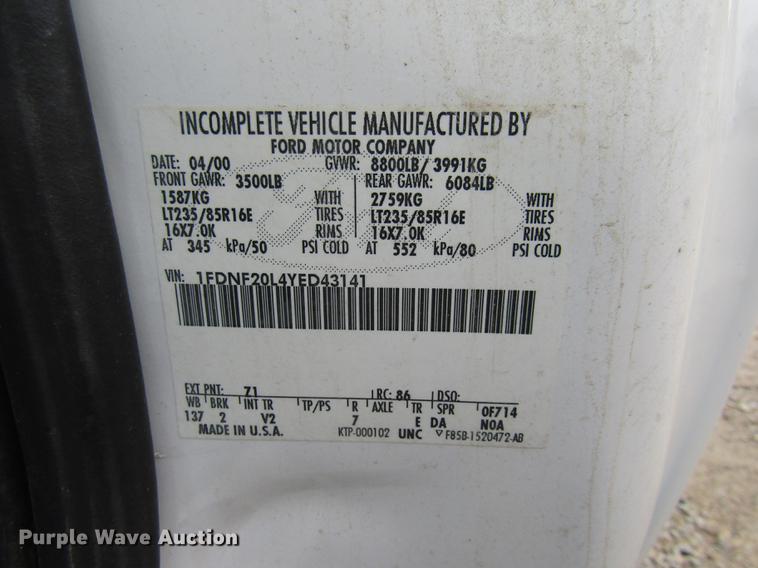 INCOMPLETE VEHICLE MANUFACTURED BY
FORD MOTOR COMPANY
DATE: 04/00 GVWR: 8800LB/ 3991KG
FRONT GAWR: 3500LB REAR GAWR: 6084LB
1587KG WITH 2759KG WITH
LT235/85R16E TIRES LT235/85R16E TIRES
16X7.0K RIMS 16X7.0K RIMS
AT 345 kPa/50 PSI COLD AT 552 kPa/80 PSI COLD
VIN: 1FDNF20L4YED43141
EXT PNT: Z1 RC: 86 DSO:
WB BRK INT TR TP/PS R AXLE TR SPR 0F714
137 2 V2 7 E DA N0A
MADE IN U.S.A. KTP-000102 UNC F85B-1520472-AB
Purple Wave Auction